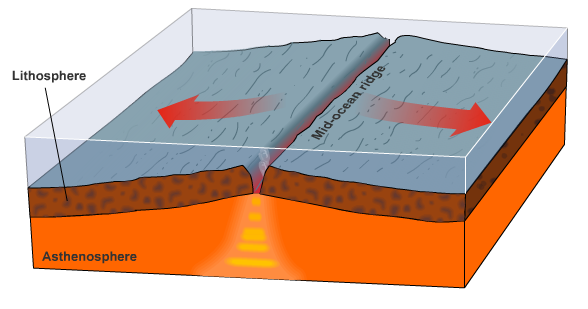 Lithosphere
Mid-ocean ridge
Asthenosphere